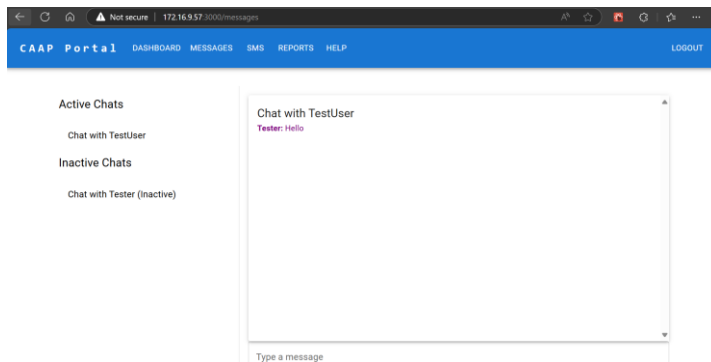 Not secure | 172.16.9.57:3000/messages
CAAP Portal DASHBOARD MESSAGES SMS REPORTS HELP LOGOUT
Active Chats
Chat with TestUser
Inactive Chats
Chat with Tester (Inactive)
Chat with TestUser
Tester: Hello
Type a message